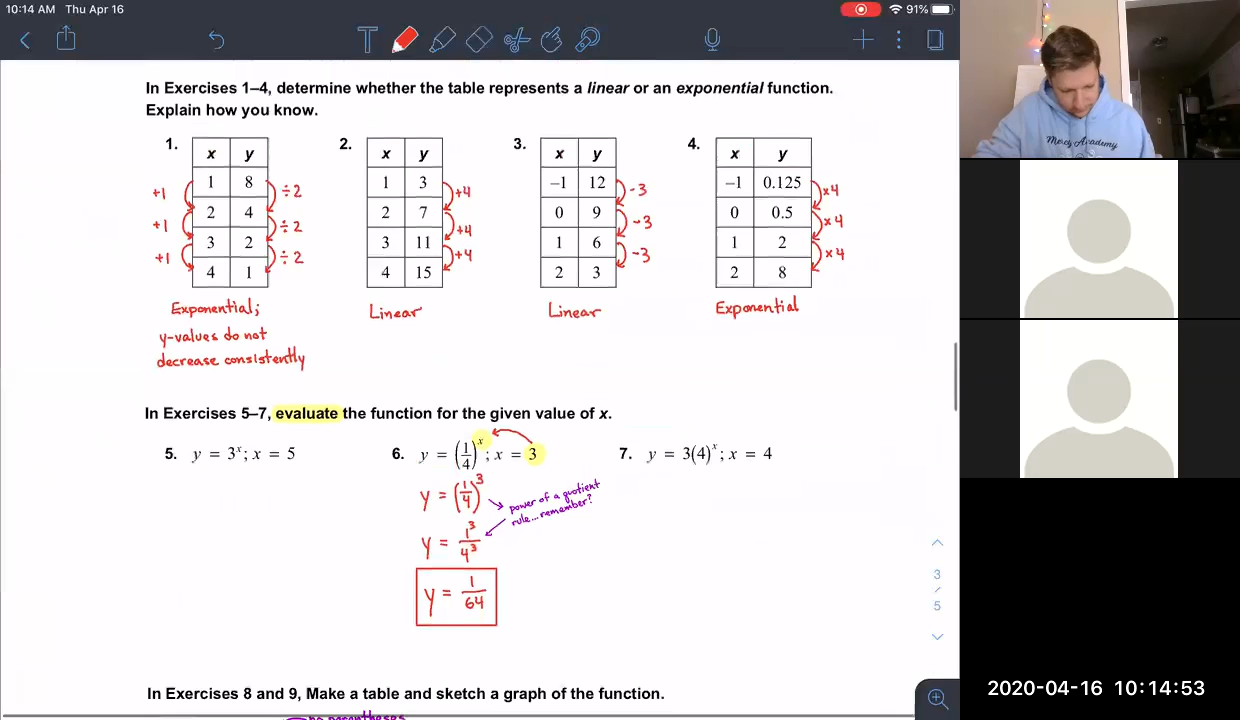 10:14 AM Thu Apr 16
91%
In Exercises 1–4, determine whether the table represents a linear or an exponential function.
Explain how you know.
1.
x y
1 8
2 4
3 2
4 1
+1
+1
+1
÷2
÷2
÷2
Exponential;
y-values do not
decrease consistently
2.
x y
1 3
2 7
3 11
4 15
+4
+4
+4
Linear
3.
x y
–1 12
0 9
1 6
2 3
-3
-3
-3
Linear
4.
x y
–1 0.125
0 0.5
1 2
2 8
x4
x4
x4
Exponential
In Exercises 5–7, evaluate the function for the given value of x.
5. y = 3^x; x = 5
6. y = (1/4)^x; x = 3
y = (1/4)^3
power of a quotient
rule... remember?
y = 1^3/4^3
y = 1/64
7. y = 3(4)^x; x = 4
In Exercises 8 and 9, Make a table and sketch a graph of the function.
no parentheses
3
/
5
T
Mercy Academy
2020-04-16 10:14:53